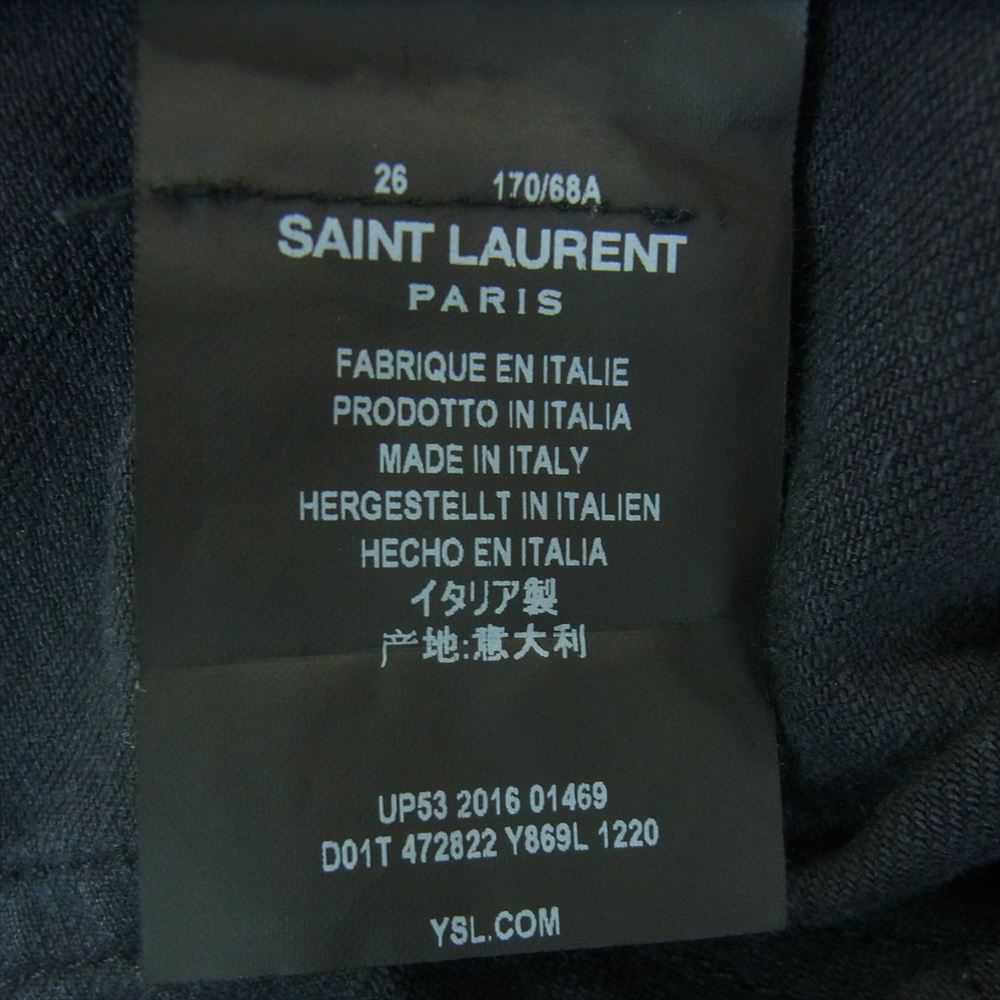 26 170/68A
SAINT LAURENT
PARIS
FABRIQUE EN ITALIE
PRODOTTO IN ITALIA
MADE IN ITALY
HERGESTELLT IN ITALIEN
HECHO EN ITALIA
イタリア製
产地:意大利
UP53 2016 01469
D01T 472822 Y869L 1220
YSL.COM